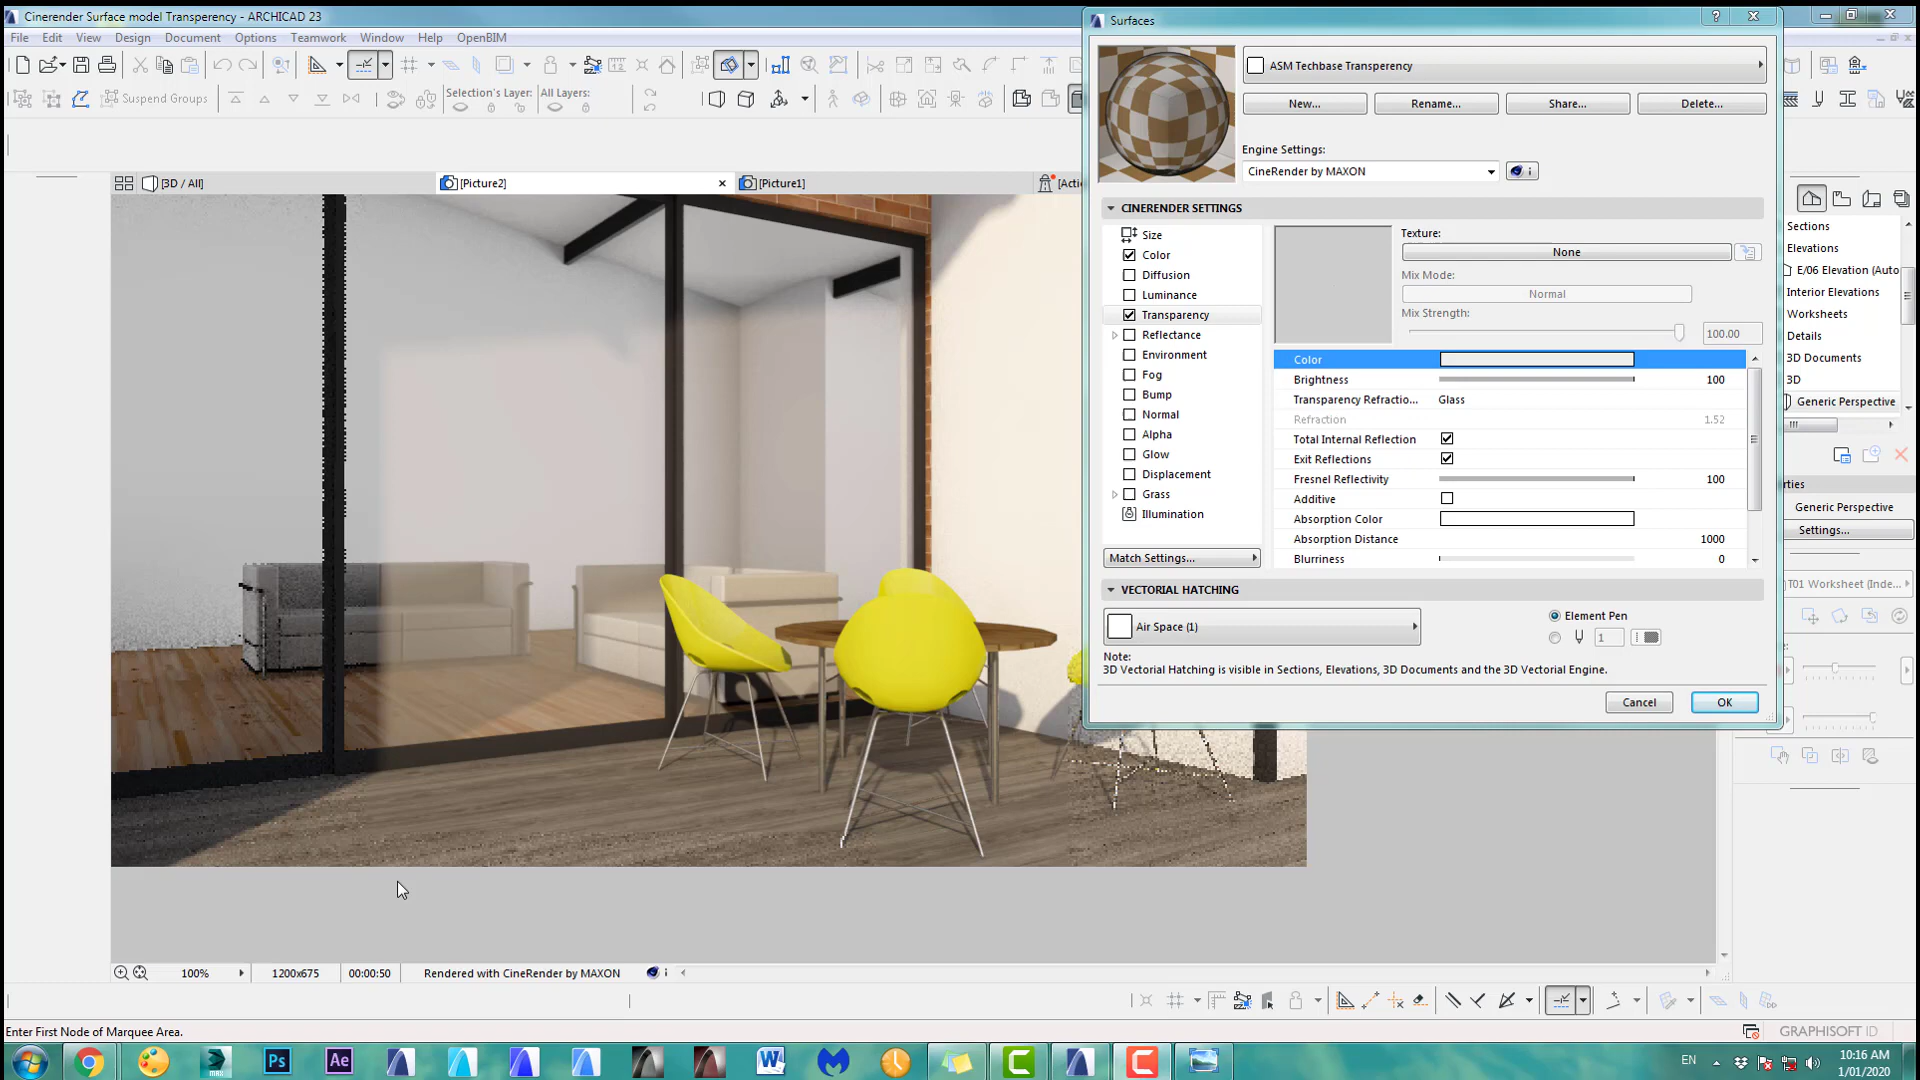 Cinerender Surface model Transperency - ARCHICAD 23
File Edit View Design Document Options Teamwork Window Help OpenBIM
Suspend Groups
Selection's Layer:
All Layers:
[3D / All]
[Picture2]
[Picture1]
Surfaces
ASM Techbase Transperency
New...
Rename...
Share...
Delete...
Engine Settings:
CineRender by MAXON
i
CINERENDER SETTINGS
Size
Color
Diffusion
Luminance
Transparency
Reflectance
Environment
Fog
Bump
Normal
Alpha
Glow
Displacement
Grass
Illumination
Match Settings...
Texture:
None
Mix Mode:
Normal
Mix Strength:
100.00
Color
Brightness 100
Transparency Refractio... Glass
Refraction 1.52
Total Internal Reflection
Exit Reflections
Fresnel Reflectivity 100
Additive
Absorption Color
Absorption Distance 1000
Blurriness 0
VECTORIAL HATCHING
Air Space (1)
Element Pen
1
Note:
3D Vectorial Hatching is visible in Sections, Elevations, 3D Documents and the 3D Vectorial Engine.
Cancel
OK
Sections
Elevations
E/06 Elevation (Auto
Interior Elevations
Worksheets
Details
3D Documents
3D
Generic Perspective
rties
Generic Perspective
Settings...
T01 Worksheet (Inde...
100%
1200x675
00:00:50
Rendered with CineRender by MAXON
i
Enter First Node of Marquee Area.
GRAPHISOFT ID
MAX
Ps
Ae
EN
10:16 AM
1/01/2020